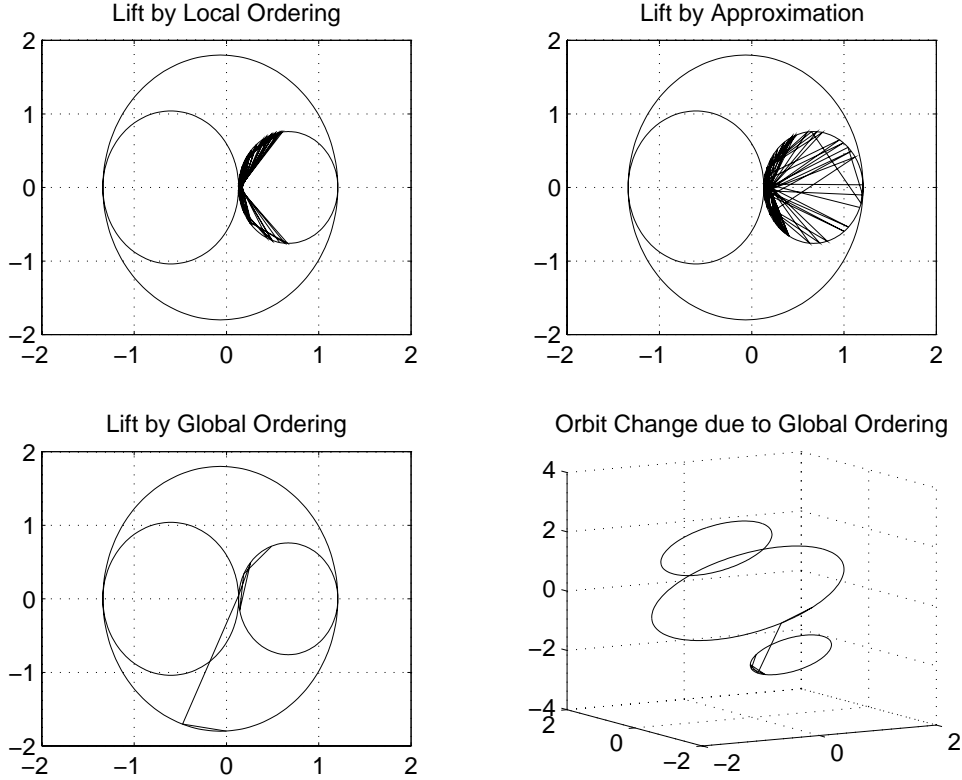 Lift by Local Ordering
Lift by Approximation
2
1
0
−1
−2
−2 −1 0 1 2
2
1
0
−1
−2
−2 −1 0 1 2
Lift by Global Ordering
Orbit Change due to Global Ordering
2
1
0
−1
−2
−2 −1 0 1 2
4
2
0
−2
−4
2 0 −2
−2 0 2